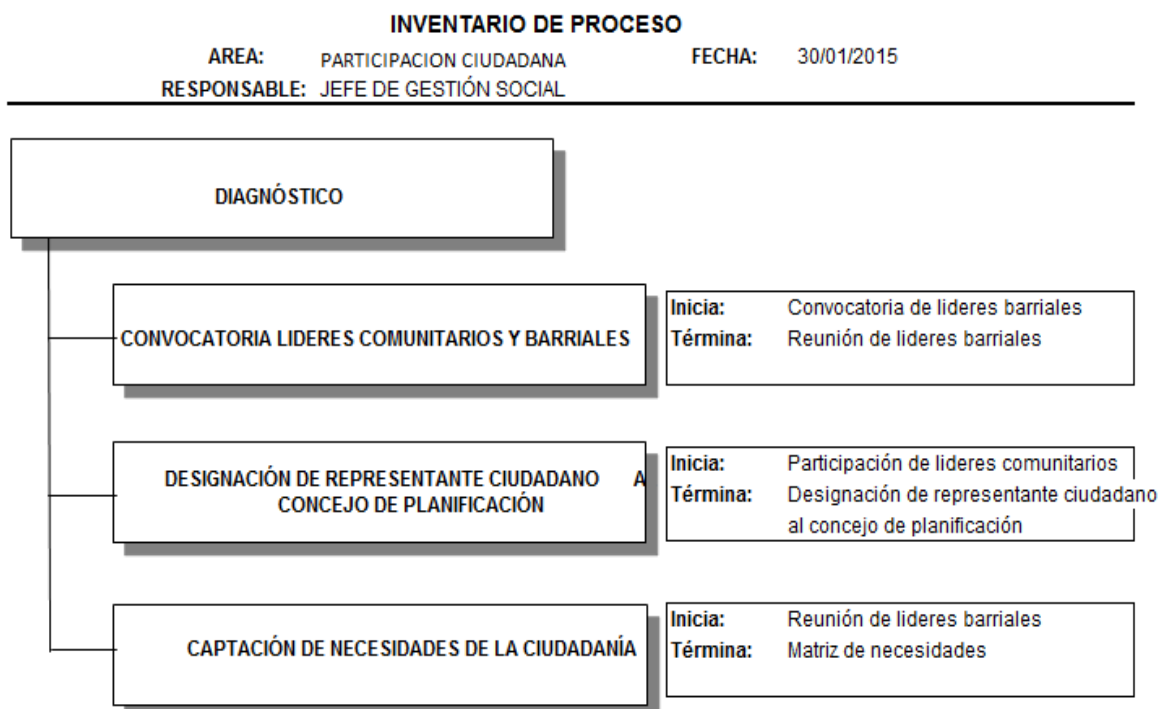 INVENTARIO DE PROCESO
AREA: PARTICIPACION CIUDADANA FECHA: 30/01/2015
RESPONSABLE: JEFE DE GESTIÓN SOCIAL
DIAGNÓSTICO
CONVOCATORIA LIDERES COMUNITARIOS Y BARRIALES
Inicia: Convocatoria de lideres barriales
Términa: Reunión de lideres barriales
DESIGNACIÓN DE REPRESENTANTE CIUDADANO A
CONCEJO DE PLANIFICACIÓN
Inicia: Participación de lideres comunitarios
Términa: Designación de representante ciudadano
al concejo de planificación
CAPTACIÓN DE NECESIDADES DE LA CIUDADANÍA
Inicia: Reunión de lideres barriales
Términa: Matriz de necesidades